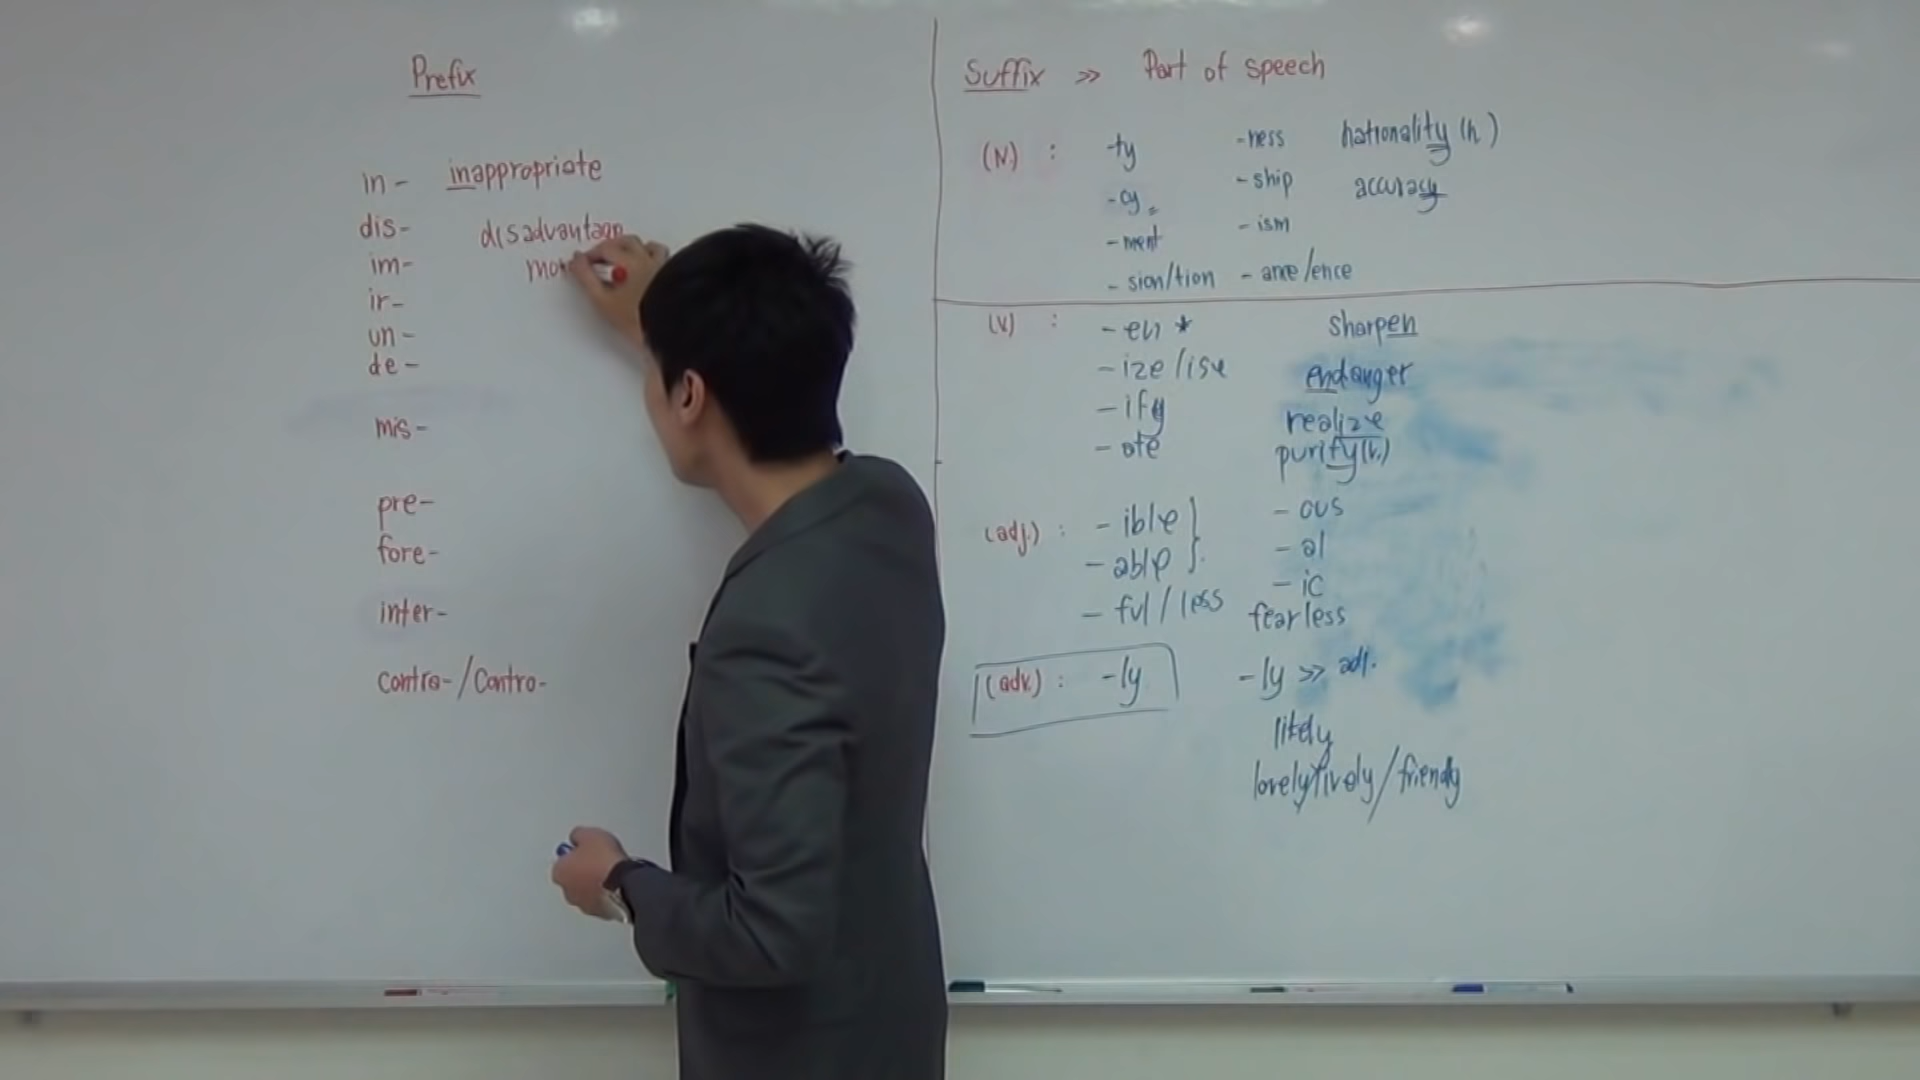 Prefix
in- inappropriate
dis- disadvantag
im- mo
ir-
un-
de-
mis-
pre-
fore-
inter-
contra-/Contro-
Suffix >> Part of speech
(N.) : -ty -ness nationality (n)
-cy -ship accuracy
-ment -ism
- sion/tion - ance/ence
(V.) : - en * sharpen
- ize/ise endanger
- ify realize
- ate purify (v.)
(adj.) : - ible } - ous
- able } - al
- ic
- ful/less fearless
(adv.) : -ly - ly >> adj.
likely
lovely/lively/friendly